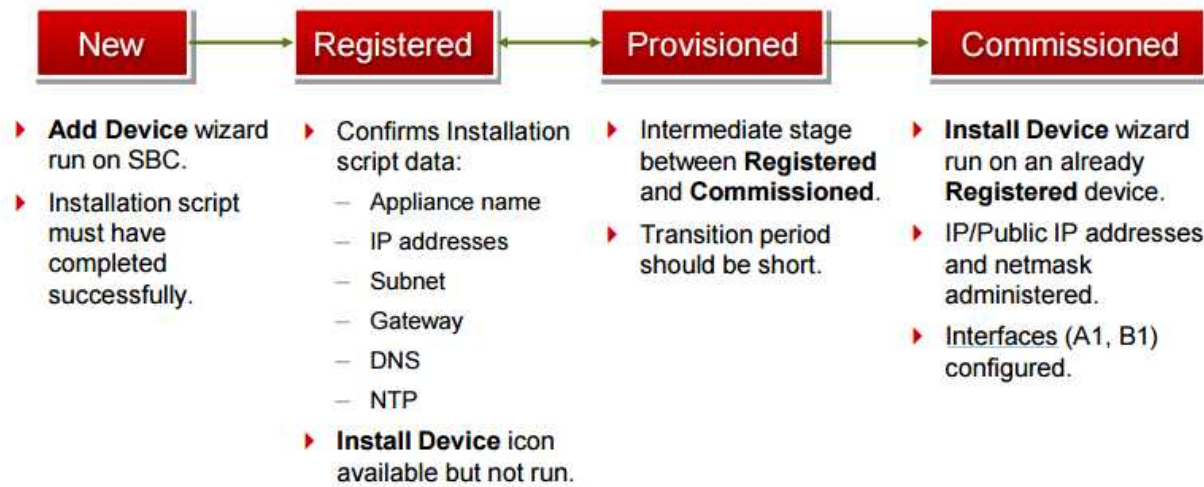 New
Registered
Provisioned
Commissioned
Add Device wizard
run on SBC.
Installation script
must have
completed
successfully.
Confirms Installation
script data:
– Appliance name
– IP addresses
– Subnet
– Gateway
– DNS
– NTP
Install Device icon
available but not run.
Intermediate stage
between Registered
and Commissioned.
Transition period
should be short.
Install Device wizard
run on an already
Registered device.
IP/Public IP addresses
and netmask
administered.
Interfaces (A1, B1)
configured.